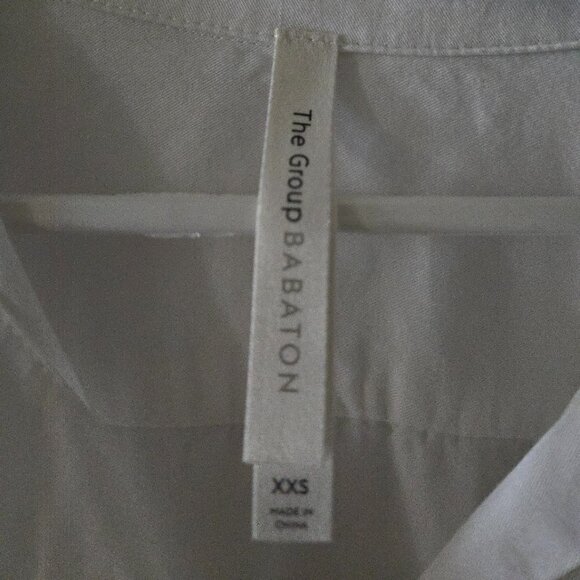 The Group BABATON
XXS
MADE IN
CHINA